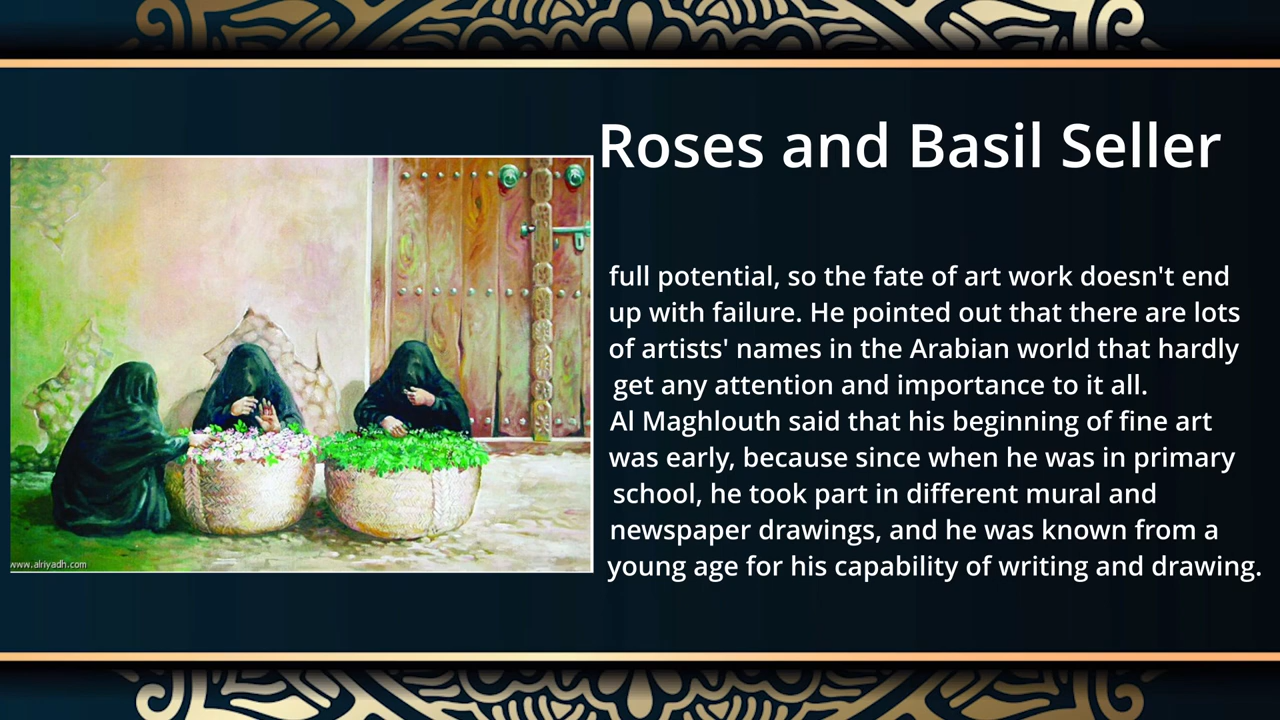 Roses and Basil Seller
full potential, so the fate of art work doesn't end
up with failure. He pointed out that there are lots
of artists' names in the Arabian world that hardly
get any attention and importance to it all.
Al Maghlouth said that his beginning of fine art
was early, because since when he was in primary
school, he took part in different mural and
newspaper drawings, and he was known from a
young age for his capability of writing and drawing.
www.alriyadh.com